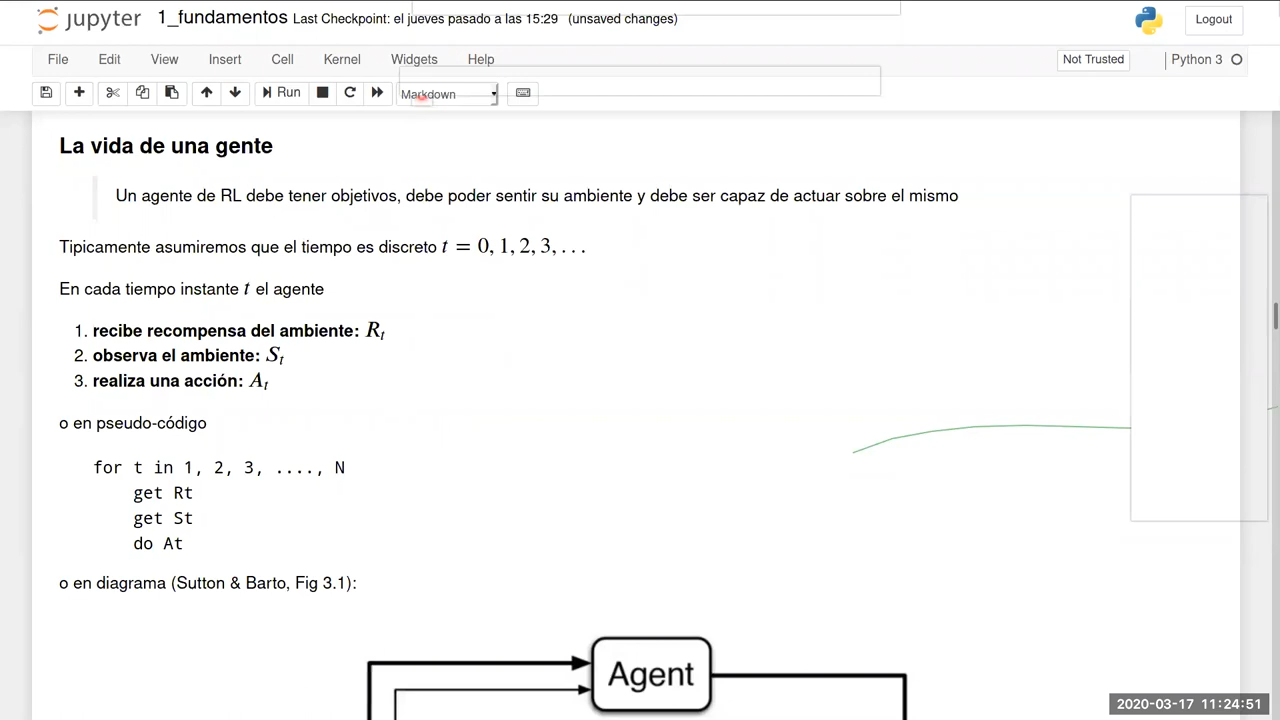 jupyter 1_fundamentos Last Checkpoint: el jueves pasado a las 15:29 (unsaved changes) Logout
File Edit View Insert Cell Kernel Widgets Help Not Trusted Python 3
Run Markdown
La vida de una gente
Un agente de RL debe tener objetivos, debe poder sentir su ambiente y debe ser capaz de actuar sobre el mismo
Tipicamente asumiremos que el tiempo es discreto t = 0, 1, 2, 3, . . .
En cada tiempo instante t el agente
1. recibe recompensa del ambiente: Rt
2. observa el ambiente: St
3. realiza una acción: At
o en pseudo-código
for t in 1, 2, 3, ...., N
get Rt
get St
do At
o en diagrama (Sutton & Barto, Fig 3.1):
Agent
2020-03-17 11:24:51